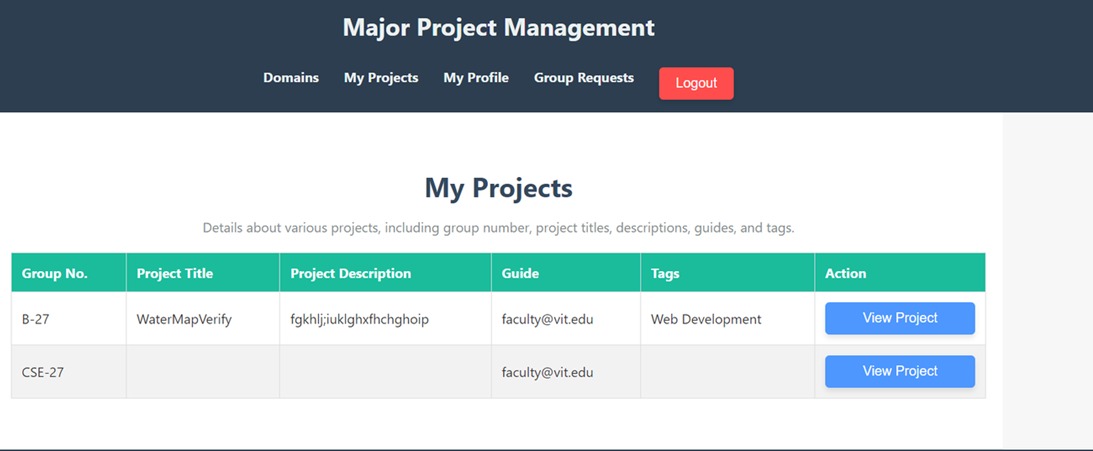 Major Project Management
Domains My Projects My Profile Group Requests Logout
My Projects
Details about various projects, including group number, project titles, descriptions, guides, and tags.
Group No. Project Title Project Description Guide Tags Action
B-27 WaterMapVerify fgkhlj;iuklghxfhchghoip faculty@vit.edu Web Development View Project
CSE-27 faculty@vit.edu View Project